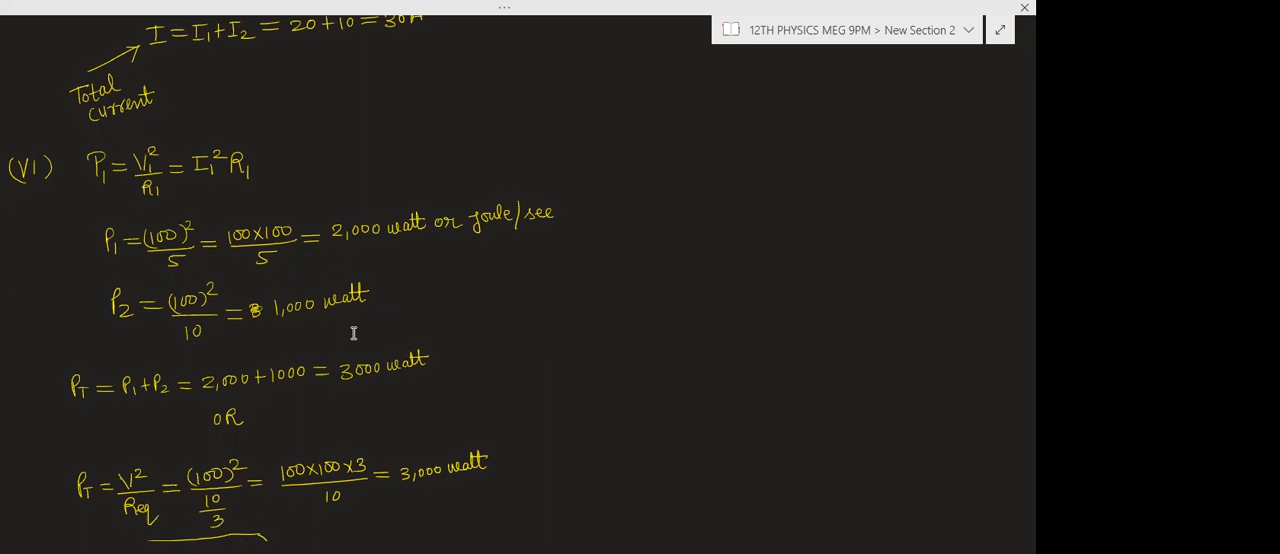 I = I₁+I₂ = 20+10 = 30A
12TH PHYSICS MEG 9PM > New Section 2
Total
current
(VI) P₁ = V₁²/R₁ = I₁²R₁
P₁ = (100)²/5 = 100×100/5 = 2,000 watt or joule/sec
P₂ = (100)²/10 = 1,000 watt
P_T = P₁+P₂ = 2,000+1000 = 3000 watt
OR
P_T = V²/Req = (100)²/(10/3) = 100×100×3/10 = 3,000 watt